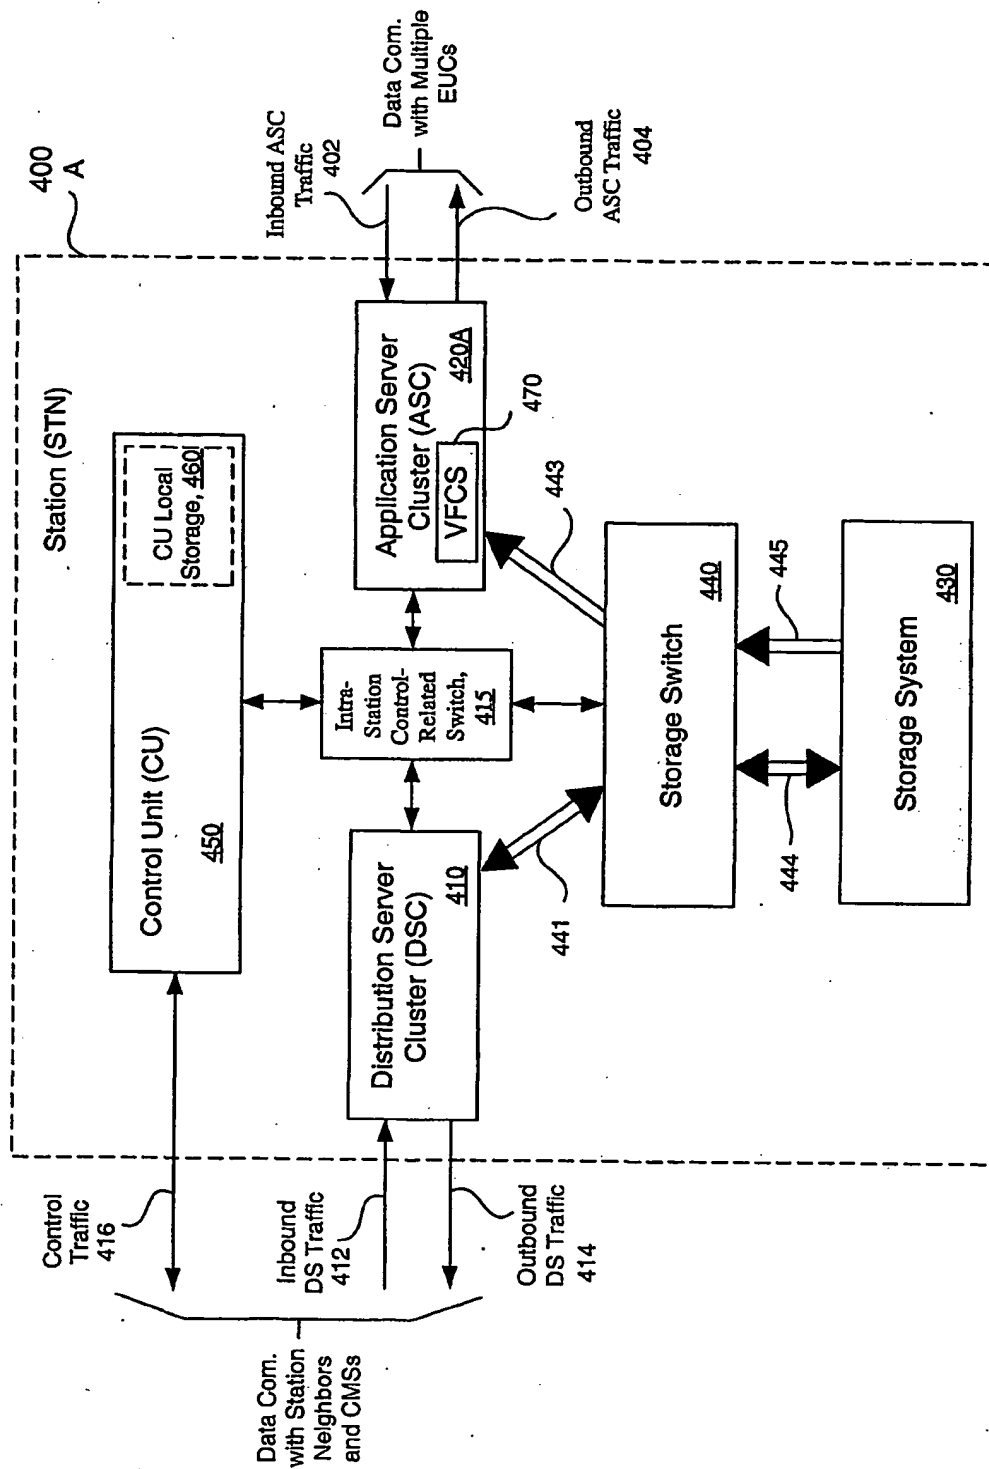 400
A
Station (STN)
Control Traffic
416
Control Unit (CU)
450
CU Local
Storage, 460
Data Com.
with Station
Neighbors
and CMSs
Inbound
DS Traffic
412
Outbound
DS Traffic
414
Distribution Server
Cluster (DSC)
410
Intra-
Station
Control-
Related
Switch,
415
Application Server
Cluster (ASC)
420A
VFCS
470
Inbound ASC
Traffic
402
Data Com.
with Multiple
EUCs
Outbound
ASC Traffic
404
441
443
Storage Switch
440
444
445
Storage System
430